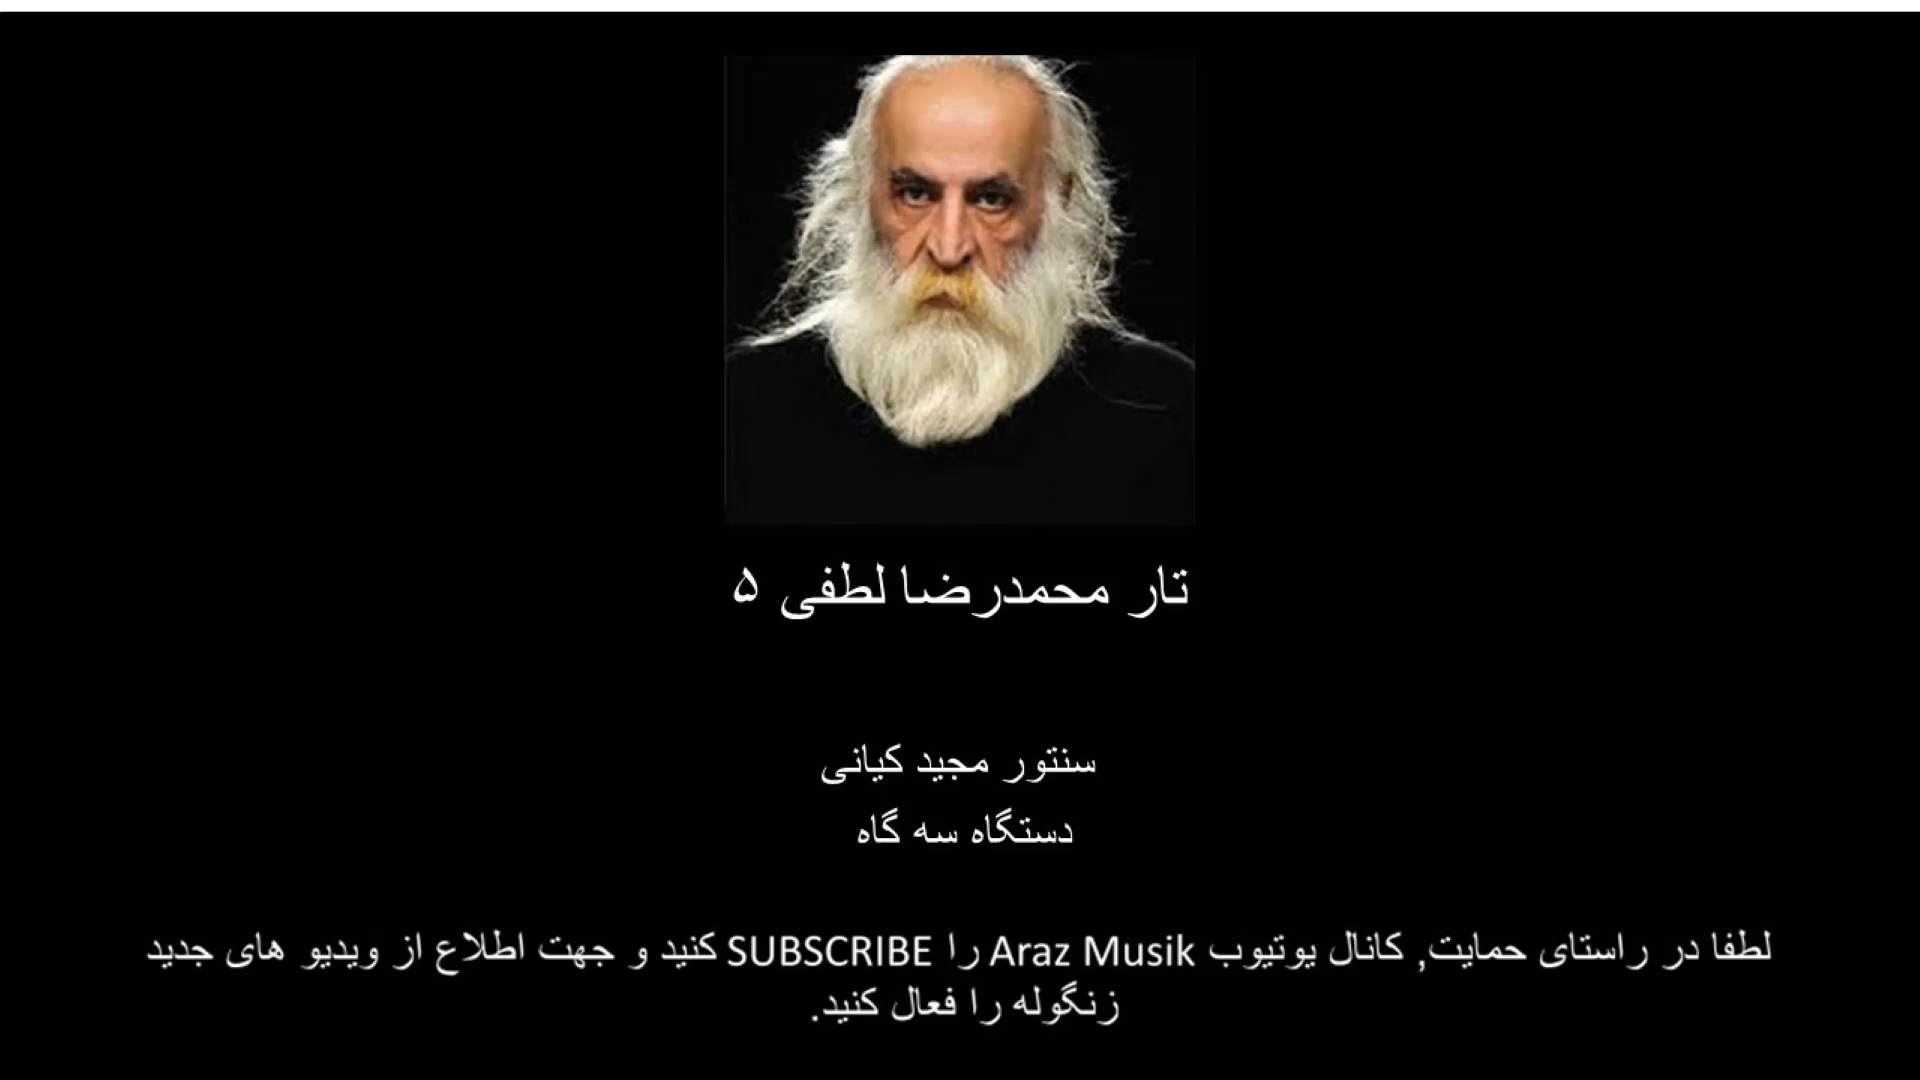 تار محمدرضا لطفی ۵
سنتور مجید کیانی
دستگاه سه گاه
لطفا در راستای حمایت, کانال یوتیوب Araz Musik را SUBSCRIBE کنید و جهت اطلاع از ویدیو های جدید
زنگوله را فعال کنید.